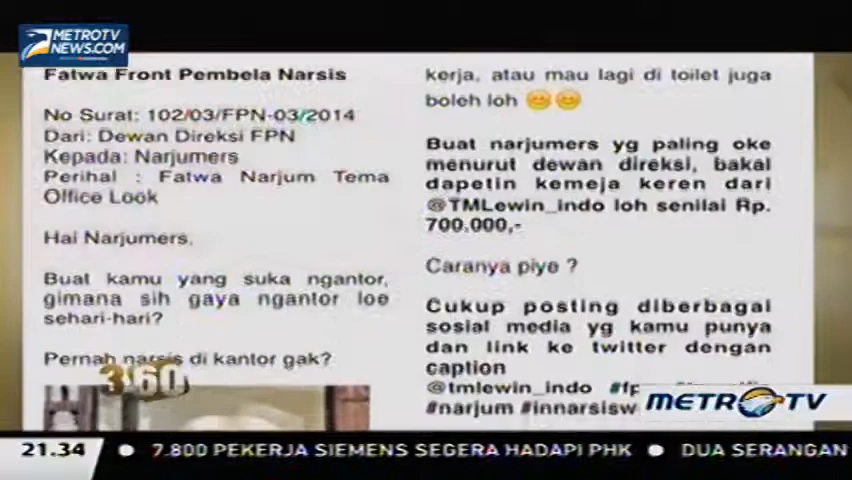 METROTV
NEWS.COM
Fatwa Front Pembela Narsis
No Surat: 102/03/FPN-03/2014
Dari: Dewan Direksi FPN
Kepada: Narjumers
Perihal : Fatwa Narjum Tema
Office Look
Hai Narjumers,
Buat kamu yang suka ngantor,
gimana sih gaya ngantor loe
sehari-hari?
Pernah narsis di kantor gak?
360
kerja, atau mau lagi di toilet juga
boleh loh 😊😊
Buat narjumers yg paling oke
menurut dewan direksi, bakal
dapetin kemeja keren dari
@TMLewin_indo loh senilai Rp.
700.000,-
Caranya piye ?
Cukup posting diberbagai
sosial media yg kamu punya
dan link ke twitter dengan
caption
@tmlewin_indo
#narjum
METROTV
21.34 ● 7.800 PEKERJA SIEMENS SEGERA HADAPI PHK ● DUA SERANGAN